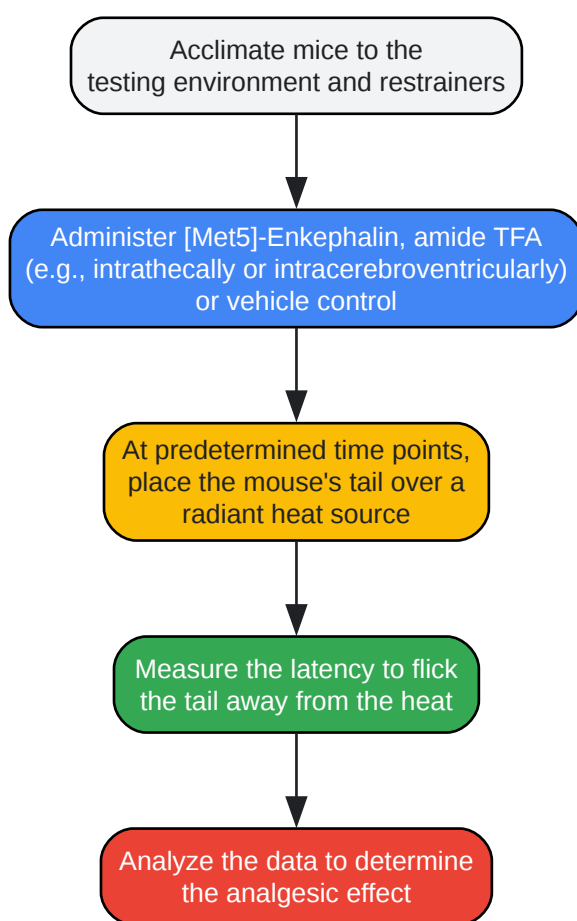 Acclimate mice to the
testing environment and restrainers
Administer [Met5]-Enkephalin, amide TFA
(e.g., intrathecally or intracerebroventricularly)
or vehicle control
At predetermined time points,
place the mouse's tail over a
radiant heat source
Measure the latency to flick
the tail away from the heat
Analyze the data to determine
the analgesic effect